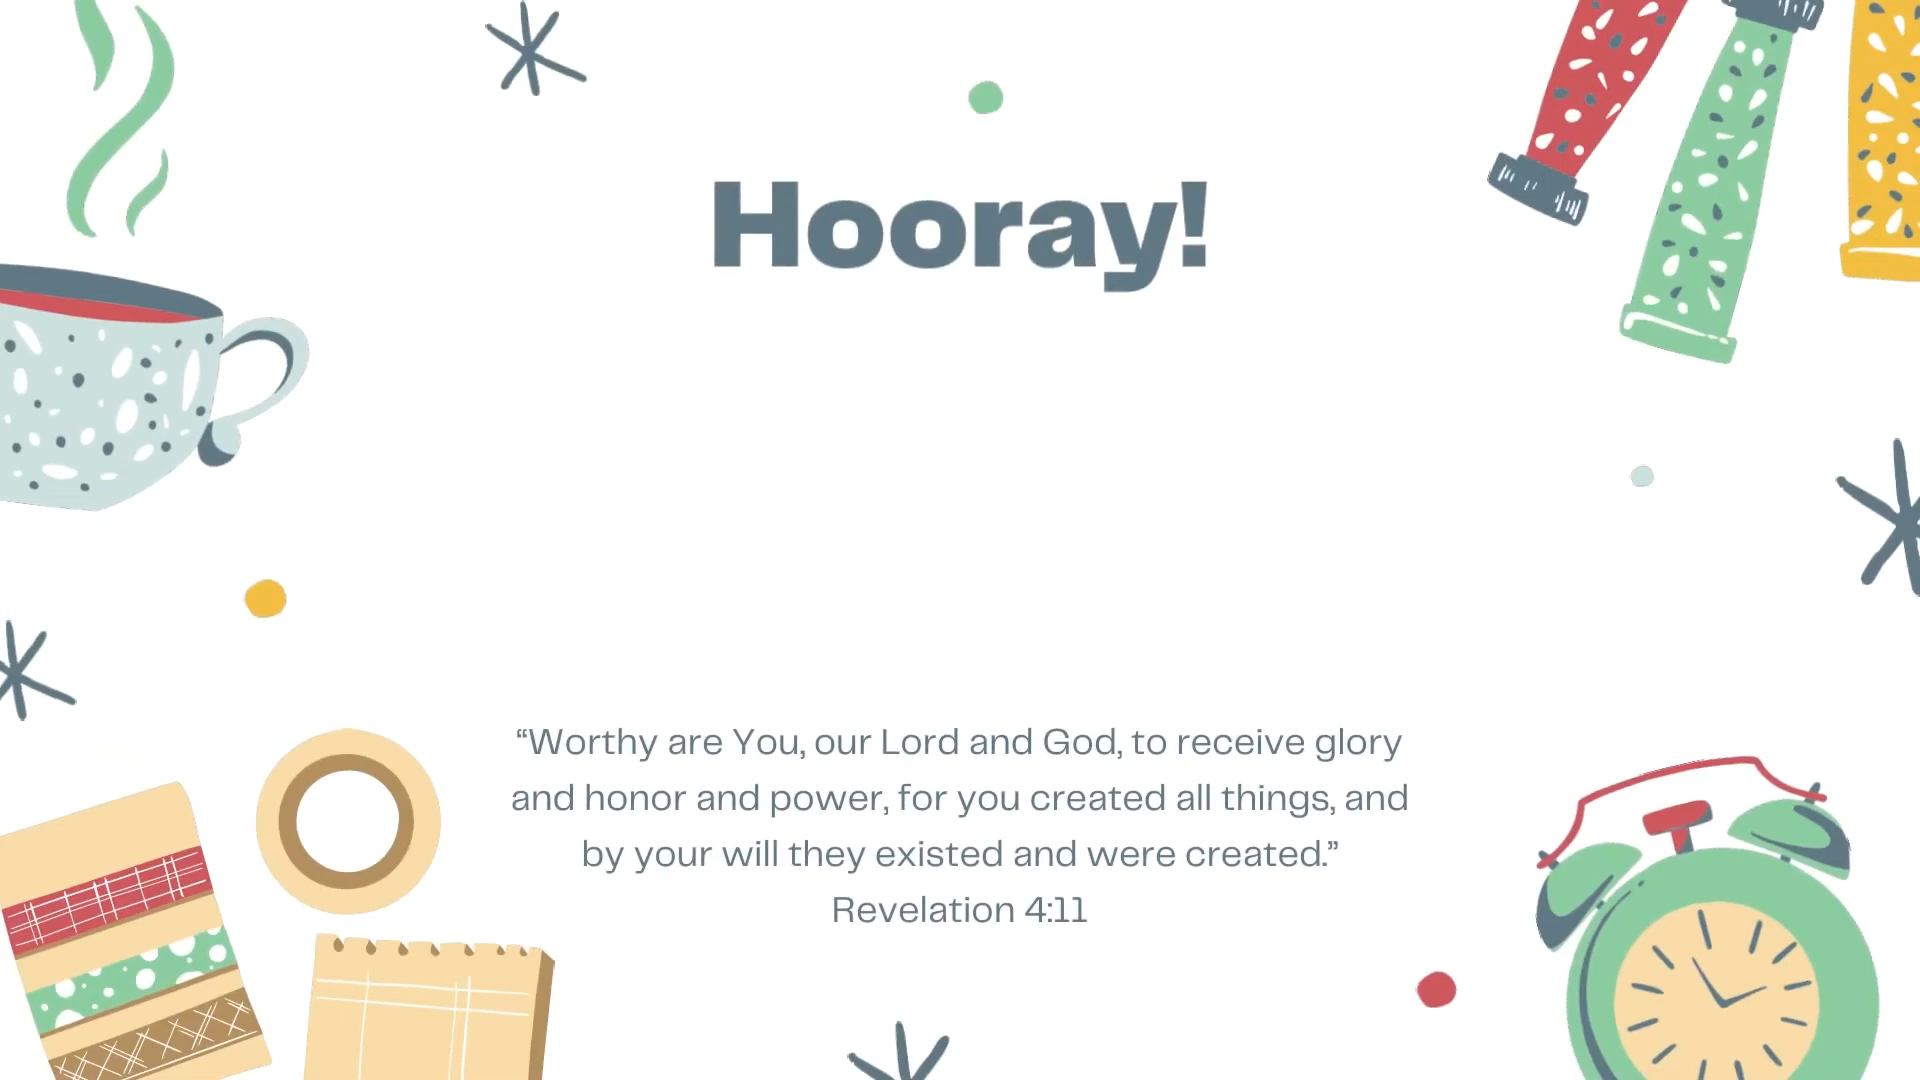 Hooray!
“Worthy are You, our Lord and God, to receive glory
and honor and power, for you created all things, and
by your will they existed and were created.”
Revelation 4:11